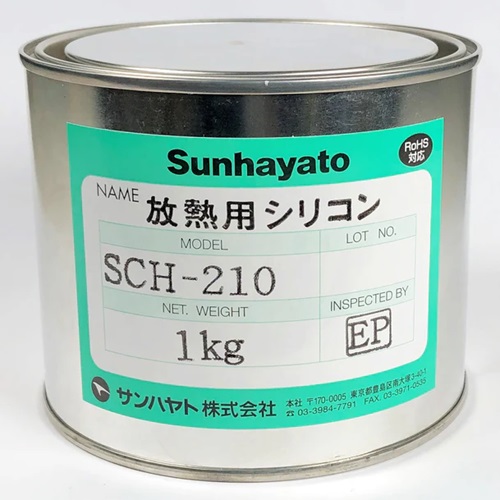 Sunhayato
RoHS
対応
NAME 放熱用シリコン
MODEL
LOT NO.
SCH-210
NET. WEIGHT
INSPECTED BY
1kg
EP
サンハヤト株式会社
本社 〒170-0005 東京都豊島区南大塚3-40-1
☎ 03-3984-7791 FAX. 03-3971-0535